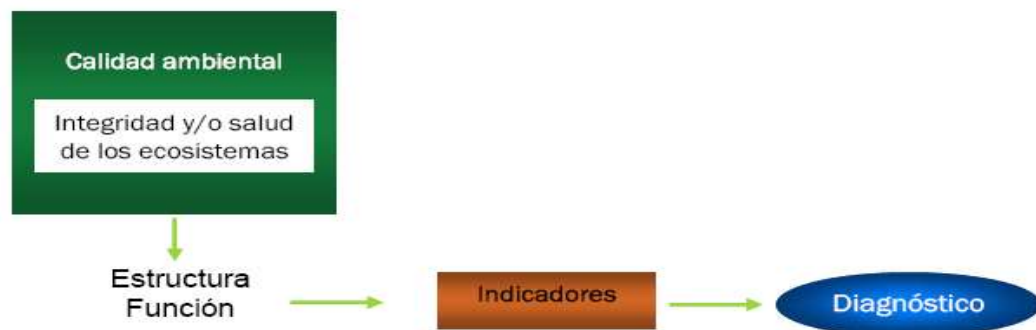 Calidad ambiental
Integridad y/o salud
de los ecosistemas
Estructura
Función
Indicadores
Diagnóstico